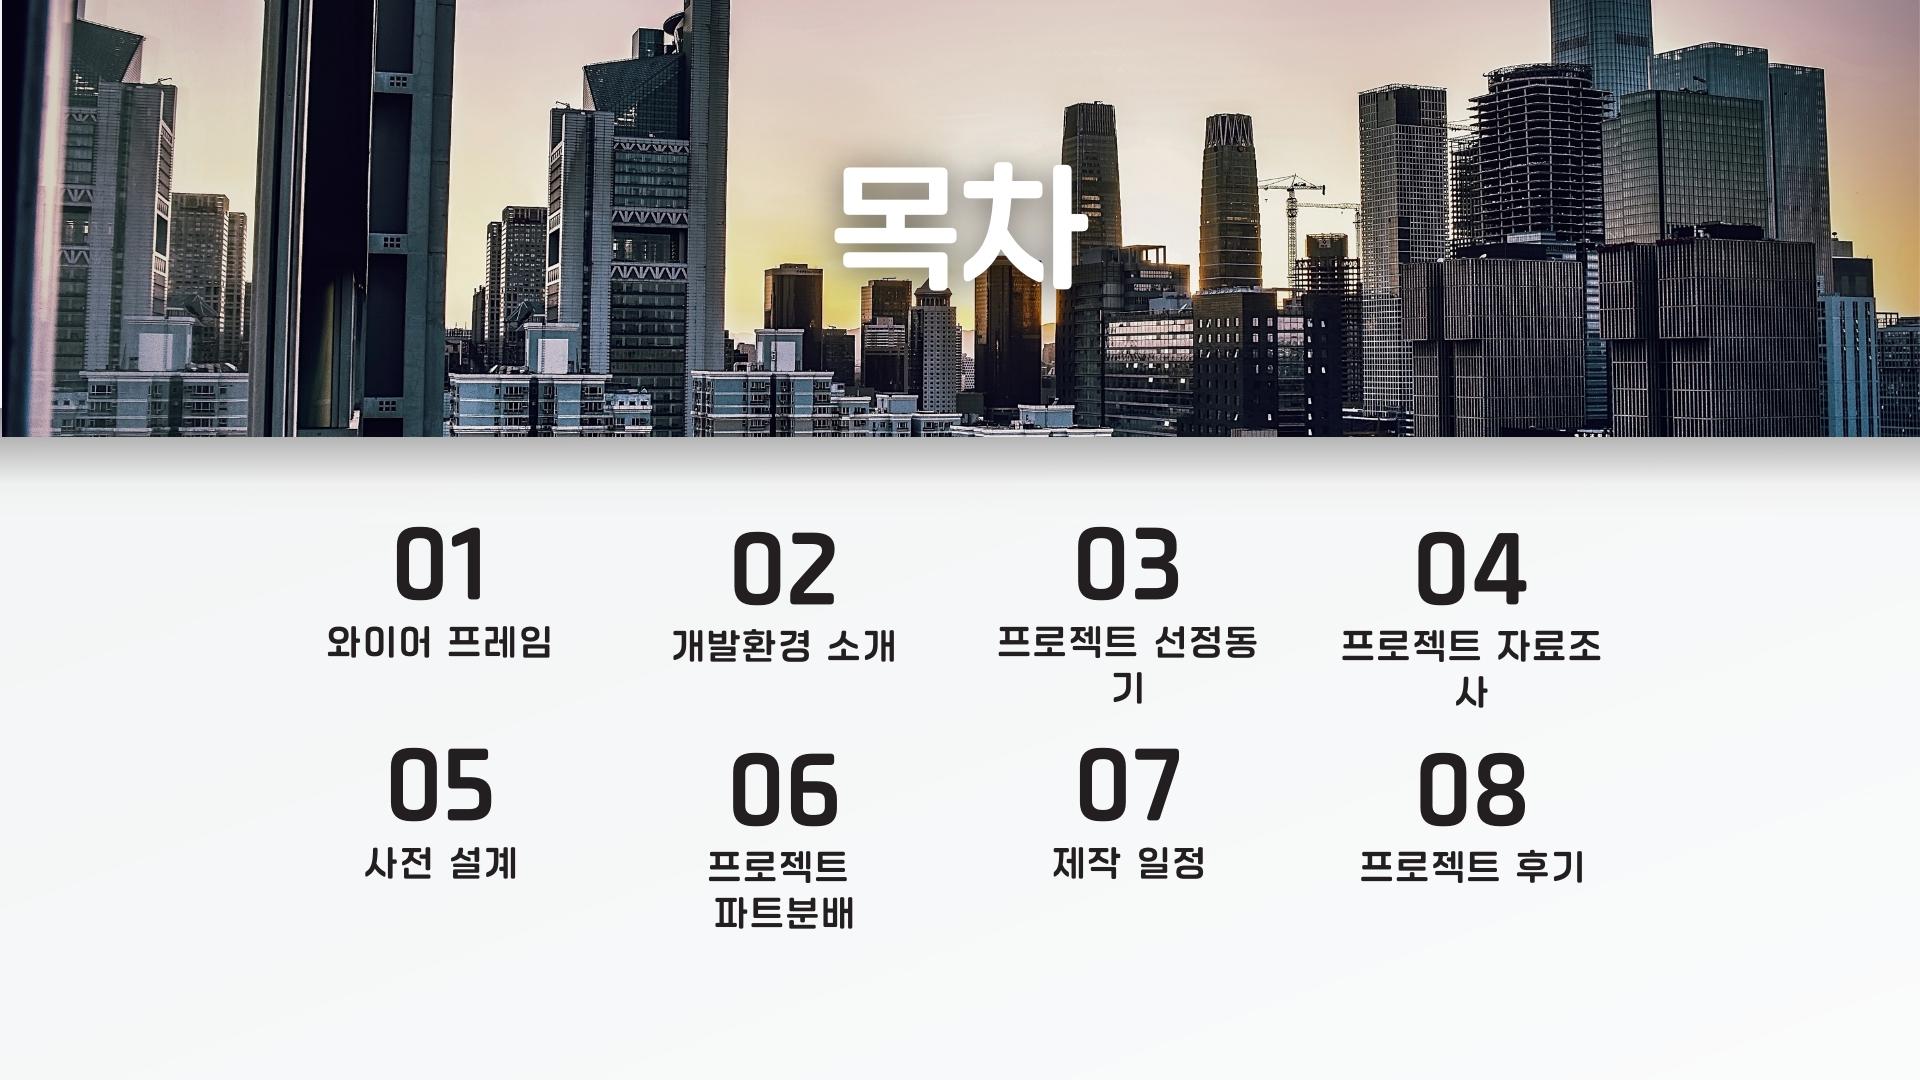 목차
01
와이어 프레임
02
개발환경 소개
03
프로젝트 선정동
기
04
프로젝트 자료조
사
05
사전 설계
06
프로젝트
파트분배
07
제작 일정
08
프로젝트 후기